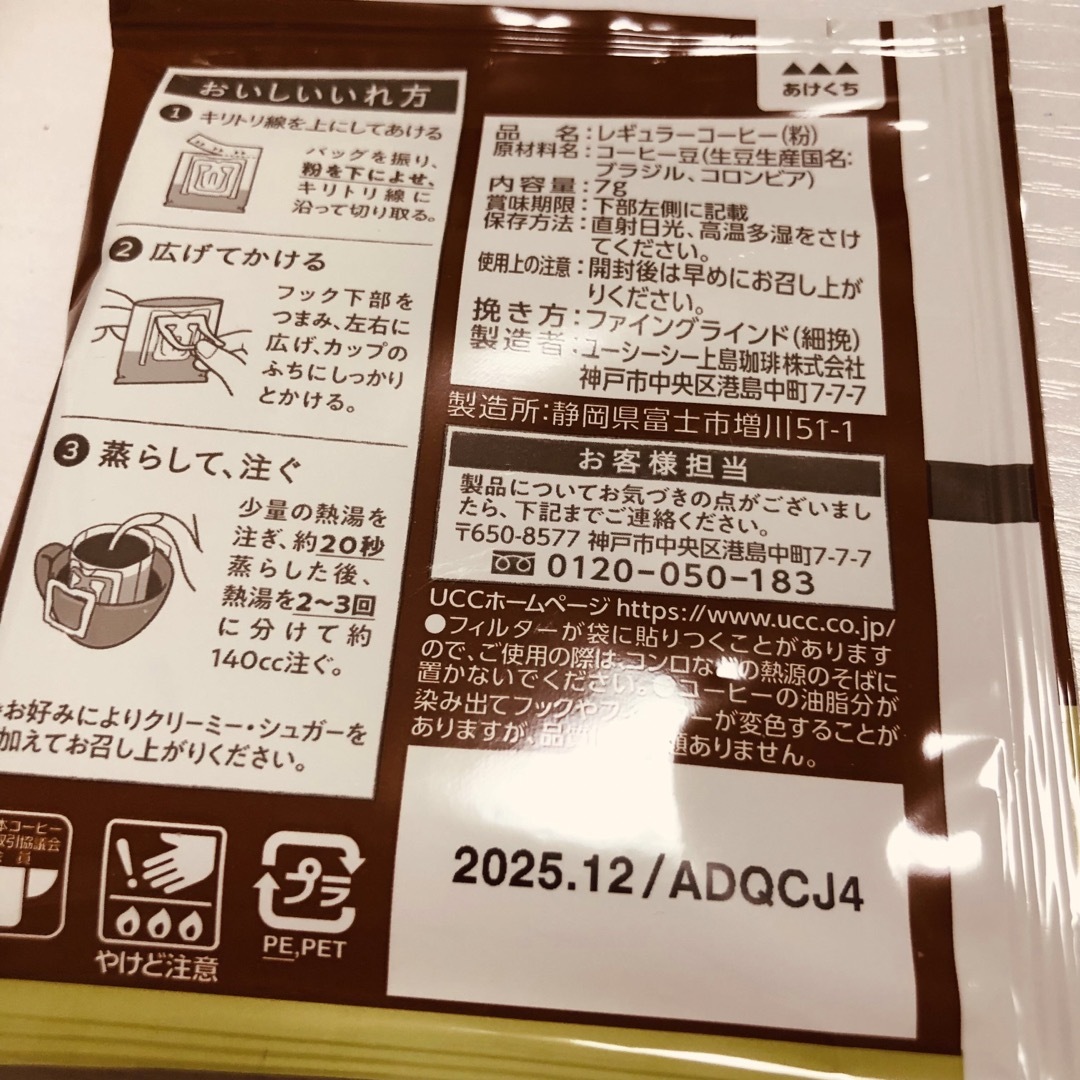 おいしいいれ方
1 キリトリ線を上にしてあける
バッグを振り、
粉を下によせ、
キリトリ線に
沿って切り取る。
2 広げてかける
フック下部を
つまみ、左右に
広げ、カップの
ふちにしっかり
とかける。
3 蒸らして、注ぐ
少量の熱湯を
注ぎ、約20秒
蒸らした後、
熱湯を2~3回
に分けて約
140cc注ぐ。
お好みによりクリーミー・シュガーを
加えてお召し上がりください。
本コーヒー
取引協議会
会員
やけど注意
プラ
PE,PET
あけくち
品名:レギュラーコーヒー(粉)
原材料名:コーヒー豆(生豆生産国名:
ブラジル、コロンビア)
内容量:7g
賞味期限:下部左側に記載
保存方法:直射日光、高温多湿をさけ
てください。
使用上の注意:開封後は早めにお召し上が
りください。
挽き方:ファイングラインド(細挽)
製造者:ユーシーシー上島珈琲株式会社
神戸市中央区港島中町7-7-7
製造所:静岡県富士市増川51-1
お客様担当
製品についてお気づきの点がございまし
たら、下記までご連絡ください。
〒650-8577 神戸市中央区港島中町7-7-7
0120-050-183
UCCホームページ https://www.ucc.co.jp/
●フィルターが袋に貼りつくことがあります
ので、ご使用の際は、コンロなどの熱源のそばに
置かないでください。●コーヒーの油脂分が
染み出てフックやフィルターが変色することが
ありますが、品質に ありません。
2025.12/ADQCJ4